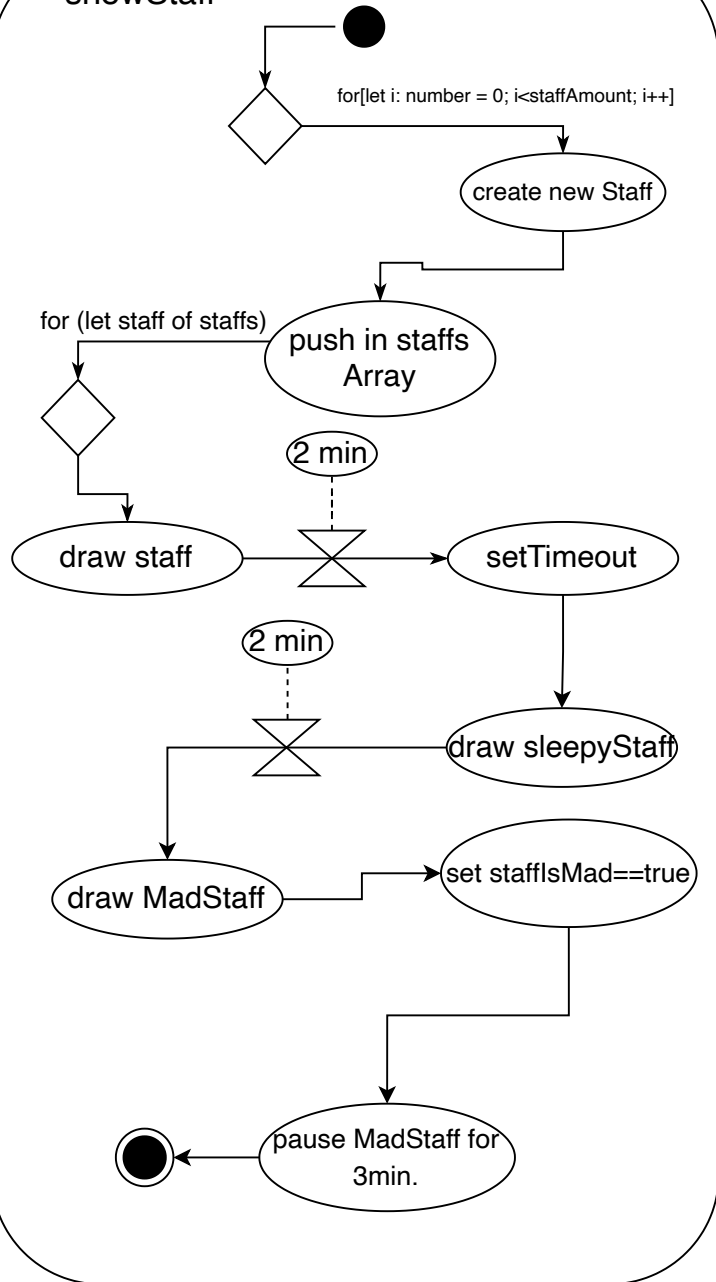 showStaff
for[let i: number = 0; i<staffAmount; i++]
create new Staff
for (let staff of staffs)
push in staffs
Array
2 min
draw staff
setTimeout
2 min
draw sleepyStaff
draw MadStaff
set staffIsMad==true
pause MadStaff for
3min.